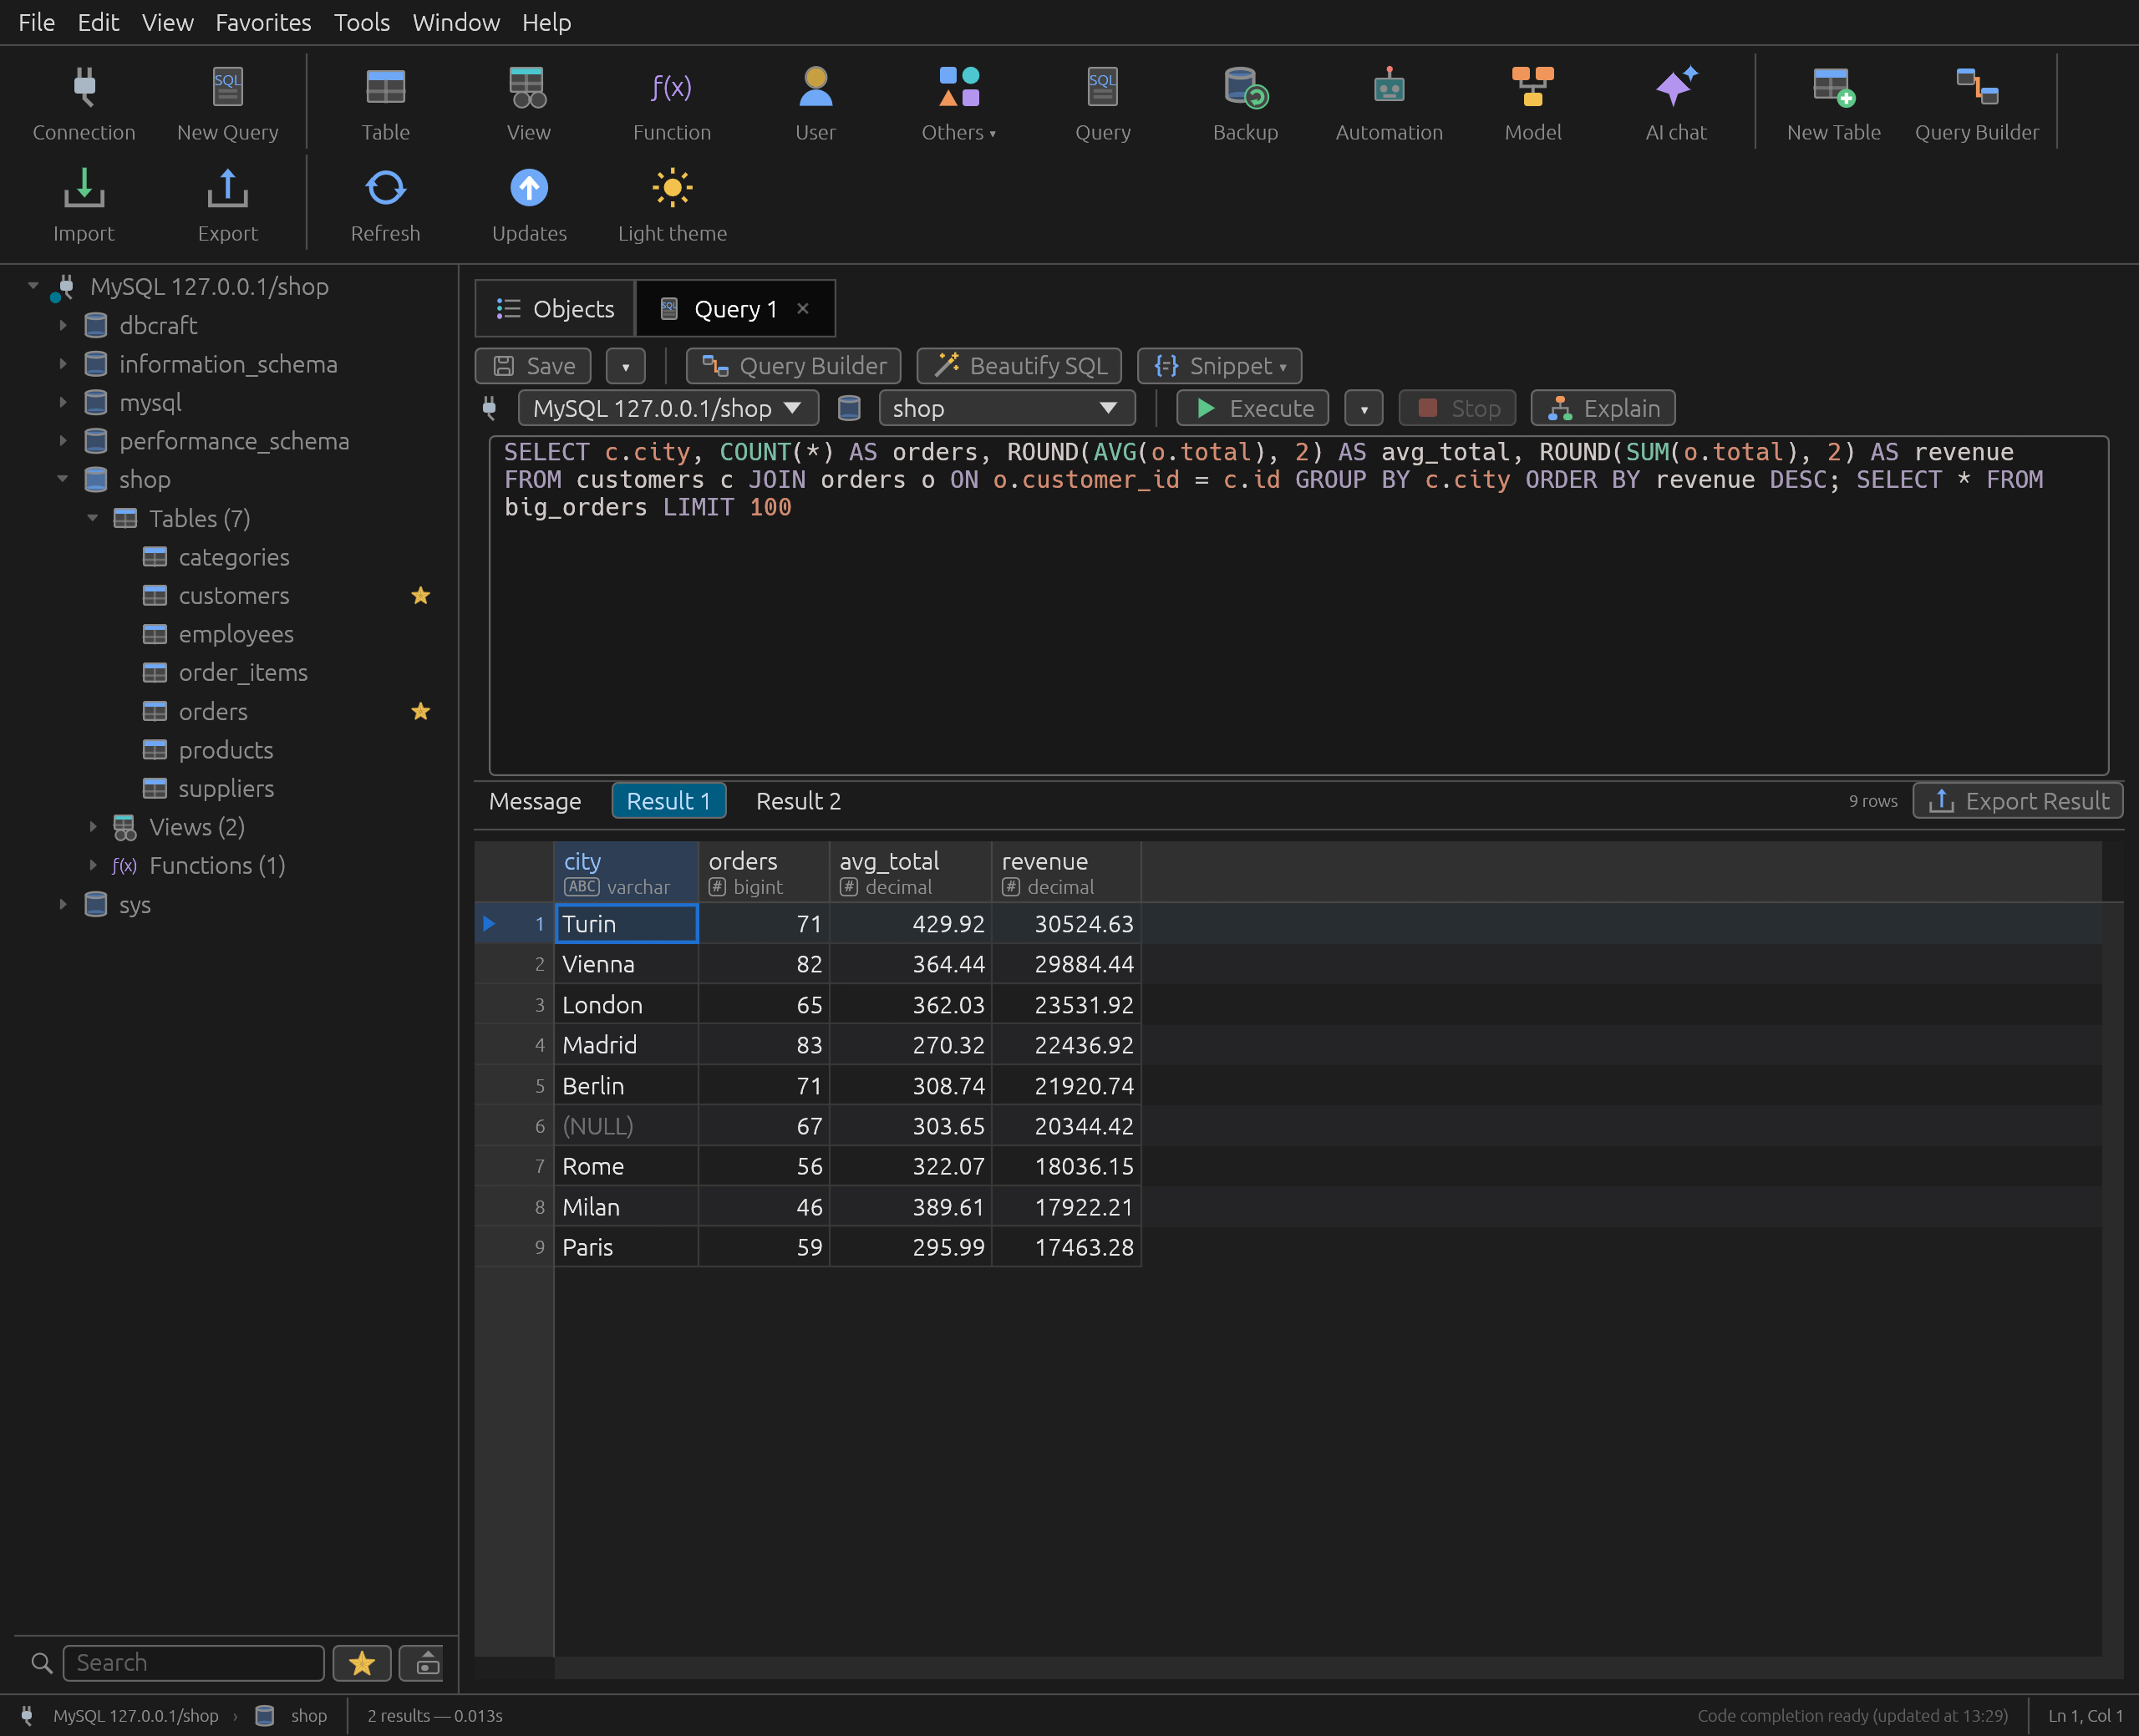 File Edit View Favorites Tools Window Help
SQL SQL
Connection New Query Table View Function User Others ▾ Query Backup Automation Model AI chat New Table Query Builder
ƒ(x)
Import Export Refresh Updates Light theme
MySQL 127.0.0.1/shop
dbcraft
information_schema
mysql
performance_schema
shop
Tables (7)
categories
customers
employees
order_items
orders
products
suppliers
Views (2)
ƒ(x) Functions (1)
sys
Search
Objects SQL Query 1 ×
Save ▾ Query Builder Beautify SQL Snippet ▾
MySQL 127.0.0.1/shop shop Execute ▾ Stop Explain
SELECT c.city, COUNT(*) AS orders, ROUND(AVG(o.total), 2) AS avg_total, ROUND(SUM(o.total), 2) AS revenue
FROM customers c JOIN orders o ON o.customer_id = c.id GROUP BY c.city ORDER BY revenue DESC; SELECT * FROM
big_orders LIMIT 100
Message Result 1 Result 2 9 rows Export Result
city orders avg_total revenue
ABC varchar # bigint # decimal # decimal
1 Turin 71 429.92 30524.63
2 Vienna 82 364.44 29884.44
3 London 65 362.03 23531.92
4 Madrid 83 270.32 22436.92
5 Berlin 71 308.74 21920.74
6 (NULL) 67 303.65 20344.42
7 Rome 56 322.07 18036.15
8 Milan 46 389.61 17922.21
9 Paris 59 295.99 17463.28
MySQL 127.0.0.1/shop › shop 2 results — 0.013s Code completion ready (updated at 13:29) Ln 1, Col 1